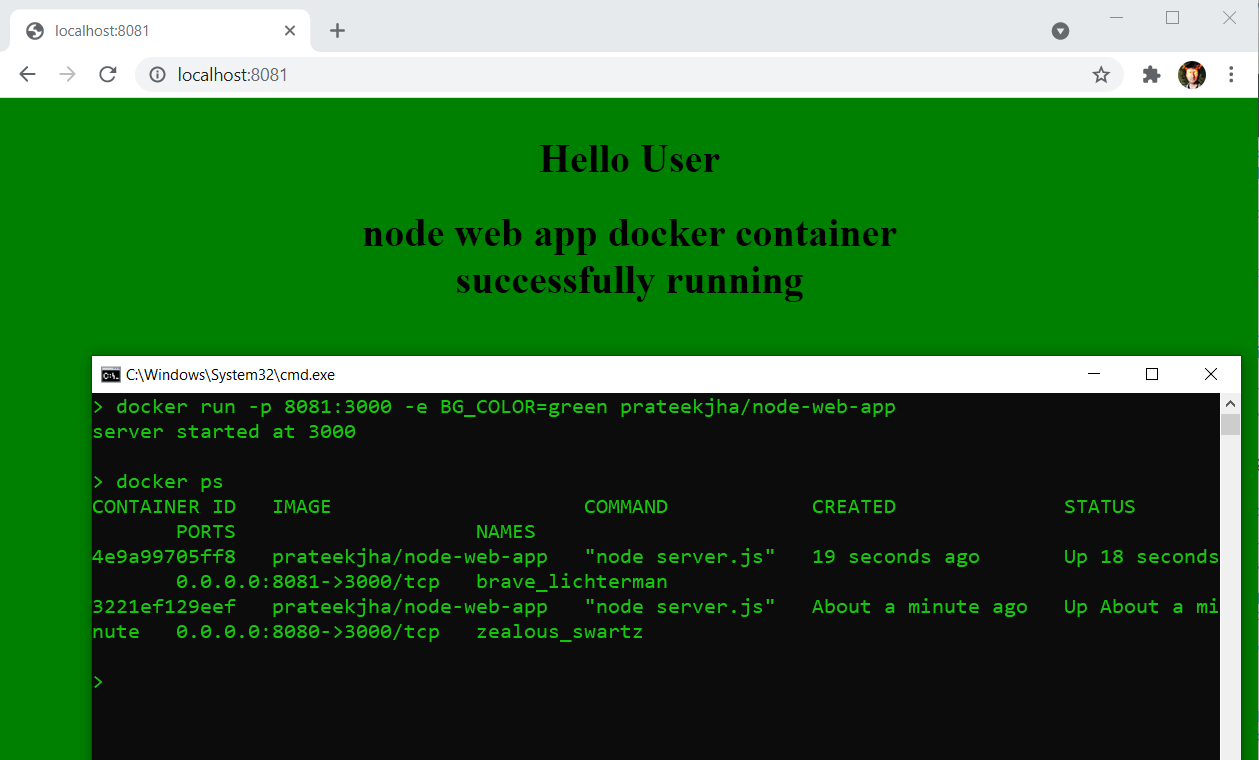 localhost:8081
localhost:8081
Hello User
node web app docker container
successfully running
C:\Windows\System32\cmd.exe
> docker run -p 8081:3000 -e BG_COLOR=green prateekjha/node-web-app
server started at 3000
> docker ps
CONTAINER ID   IMAGE                     COMMAND            CREATED              STATUS
       PORTS                    NAMES
4e9a99705ff8   prateekjha/node-web-app   "node server.js"   19 seconds ago       Up 18 seconds
       0.0.0.0:8081->3000/tcp   brave_lichterman
3221ef129eef   prateekjha/node-web-app   "node server.js"   About a minute ago   Up About a mi
nute   0.0.0.0:8080->3000/tcp   zealous_swartz
>